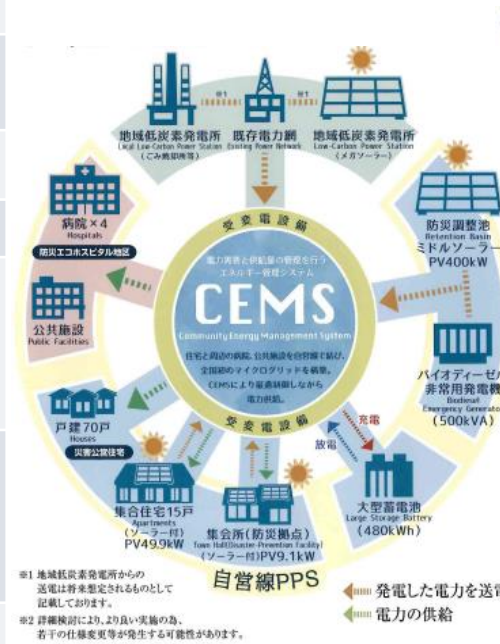 ※1
※1
地域低炭素発電所
Local Low-Carbon Power Station
(ごみ焼却所等)
既存電力網
Existing Power Network
地域低炭素発電所
Low-Carbon Power Station
(メガソーラー)
病院×4
Hospitals
防災エコホスピタル地区
公共施設
Public Facilities
受変電設備
電力需要と供給量の管理を行う
エネルギー管理システム
CEMS
Community Energy Management System
住宅と周辺の病院、公共施設を自営線で結び、
全国初のマイクログリッドを構築。
CEMSにより最適制御しながら
電力供給。
受変電設備
防災調整池
Retention Basin
ミドルソーラー
PV400kW
バイオディーゼル
非常用発電機
Biodiesel
Emergency Generator
(500kVA)
戸建70戸
Houses
災害公営住宅
集合住宅15戸
Apartments
(ソーラー付)
PV49.9kW
集会所(防災拠点)
Town Hall(Disaster-Prevention Facility)
(ソーラー付)PV9.1kW
放電
充電
大型蓄電池
Large Storage Battery
(480kWh)
自営線PPS
※1 地域低炭素発電所からの
送電は将来想定されるものとして
記載しております。
※2 詳細検討により、より良い実施の為、
若干の仕様変更等が発生する可能性があります。
発電した電力を送電
電力の供給